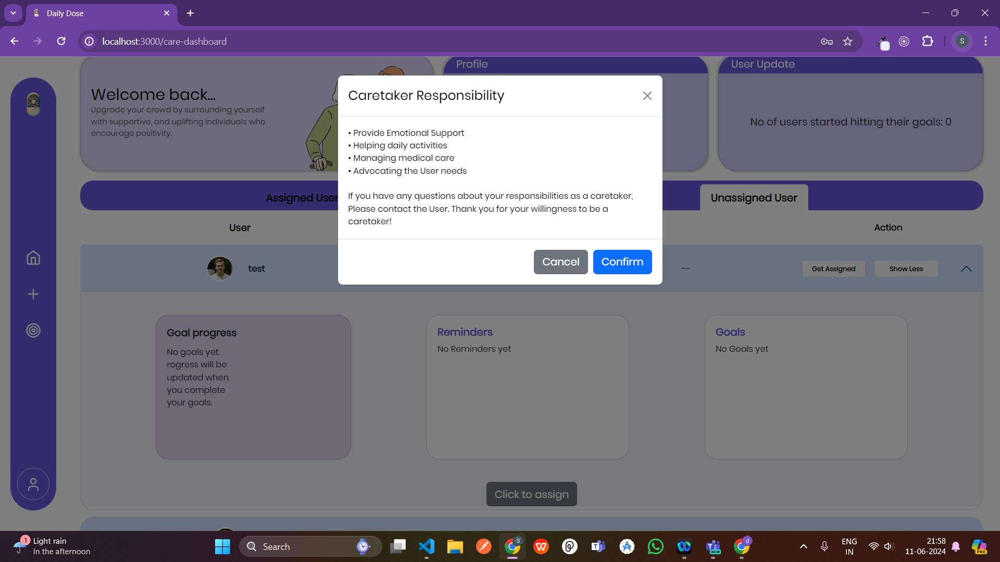 Daily Dose
localhost:3000/care-dashboard
S
Profile
User Update
Welcome back...
Upgrade your crowd by surrounding yourself
with supportive, and uplifting individuals who
encourage positivity.
No of users started hitting their goals: 0
Caretaker Responsibility
• Provide Emotional Support
• Helping daily activities
• Managing medical care
• Advocating the User needs
If you have any questions about your responsibilities as a caretaker,
Please contact the User. Thank you for your willingness to be a
caretaker!
Cancel
Confirm
Assigned User
Unassigned User
User
Action
test
--
Get Assigned
Show Less
Goal progress
No goals yet.
rogress will be
updated when
you complete
your goals.
Reminders
No Reminders yet
Goals
No Goals yet
Click to assign
1
Light rain
In the afternoon
Search
S
NEW
d
ENG
IN
21:58
11-06-2024
PRE